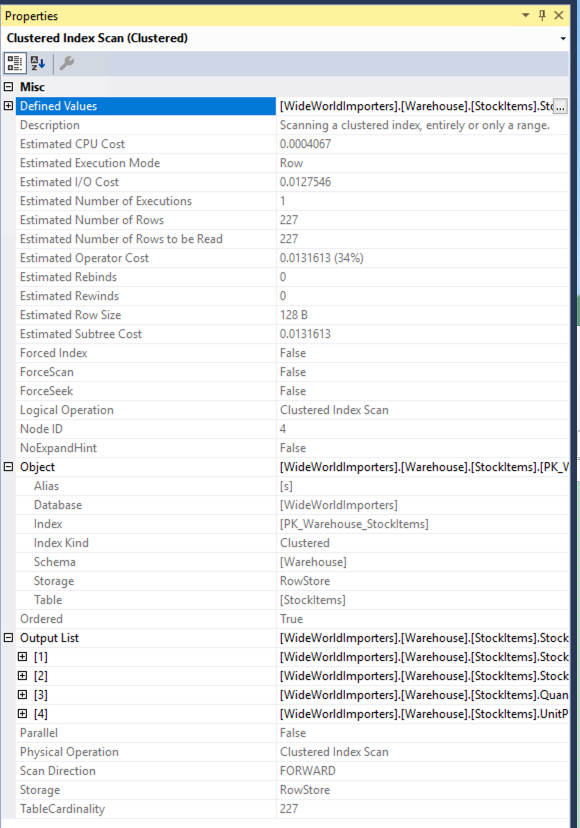 Properties
Clustered Index Scan (Clustered)
Misc
Defined Values [WideWorldImporters].[Warehouse].[StockItems].Sto ...
Description Scanning a clustered index, entirely or only a range.
Estimated CPU Cost 0.0004067
Estimated Execution Mode Row
Estimated I/O Cost 0.0127546
Estimated Number of Executions 1
Estimated Number of Rows 227
Estimated Number of Rows to be Read 227
Estimated Operator Cost 0.0131613 (34%)
Estimated Rebinds 0
Estimated Rewinds 0
Estimated Row Size 128 B
Estimated Subtree Cost 0.0131613
Forced Index False
ForceScan False
ForceSeek False
Logical Operation Clustered Index Scan
Node ID 4
NoExpandHint False
Object [WideWorldImporters].[Warehouse].[StockItems].[PK_W
Alias [s]
Database [WideWorldImporters]
Index [PK_Warehouse_StockItems]
Index Kind Clustered
Schema [Warehouse]
Storage RowStore
Table [StockItems]
Ordered True
Output List [WideWorldImporters].[Warehouse].[StockItems].Stock
[1] [WideWorldImporters].[Warehouse].[StockItems].Stock
[2] [WideWorldImporters].[Warehouse].[StockItems].Stock
[3] [WideWorldImporters].[Warehouse].[StockItems].Quan
[4] [WideWorldImporters].[Warehouse].[StockItems].UnitP
Parallel False
Physical Operation Clustered Index Scan
Scan Direction FORWARD
Storage RowStore
TableCardinality 227